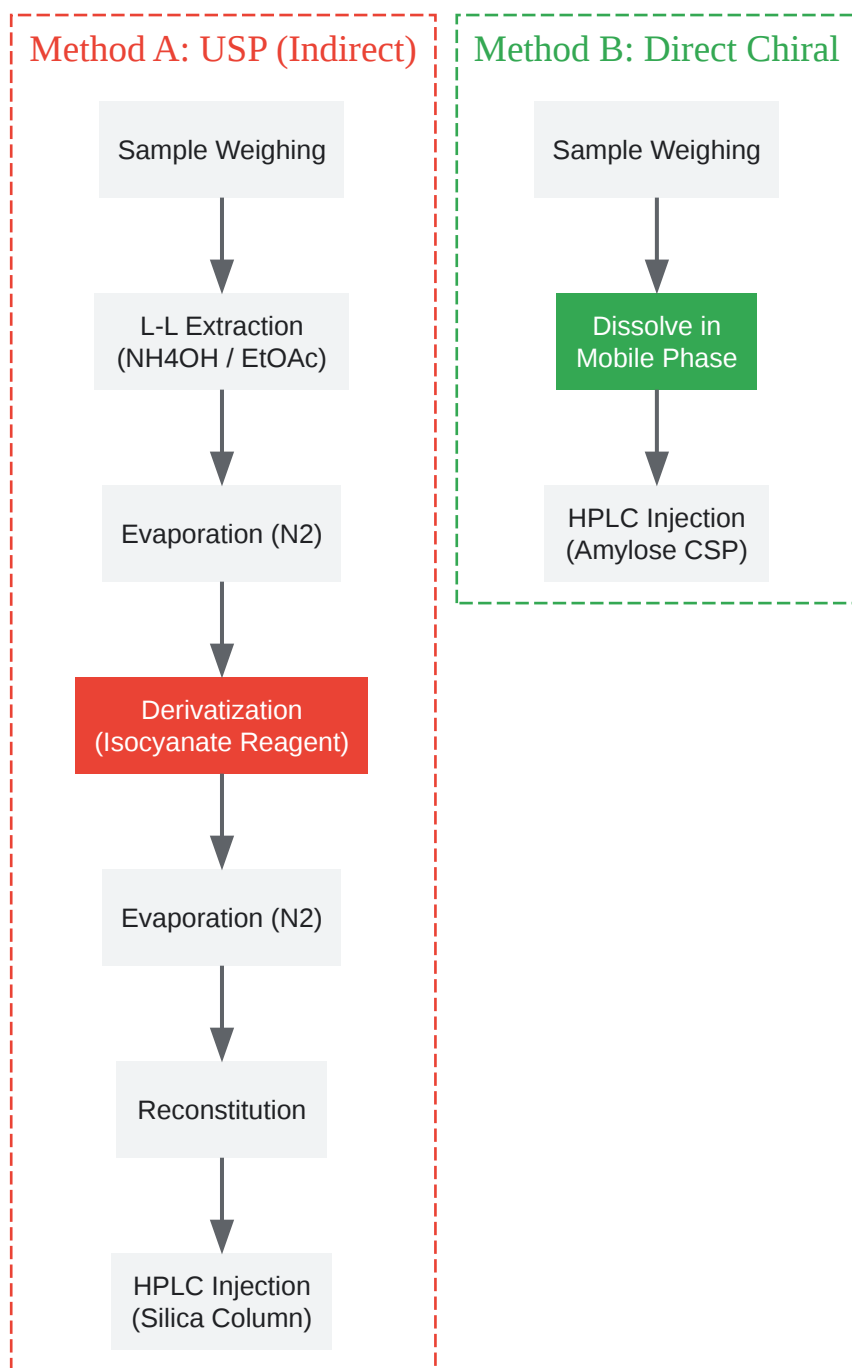 Method A: USP (Indirect)
Sample Weighing
L-L Extraction
(NH4OH / EtOAc)
Evaporation (N2)
Derivatization
(Isocyanate Reagent)
Evaporation (N2)
Reconstitution
HPLC Injection
(Silica Column)
Method B: Direct Chiral
Sample Weighing
Dissolve in
Mobile Phase
HPLC Injection
(Amylose CSP)